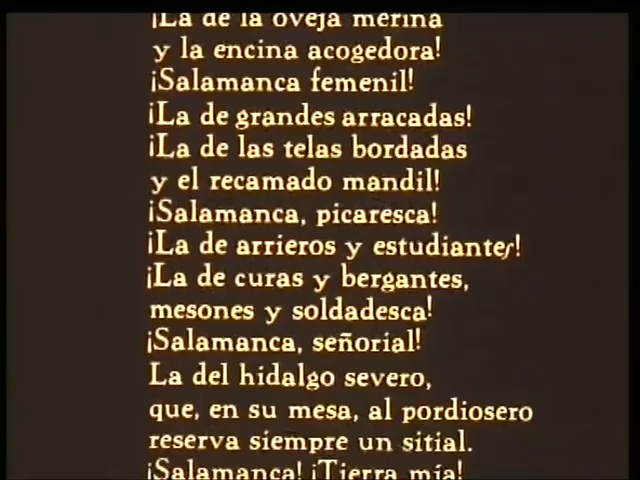 ¡La de la oveja merina
y la encina acogedora!
¡Salamanca femenil!
¡La de grandes arracadas!
¡La de las telas bordadas
y el recamado mandil!
¡Salamanca, picaresca!
¡La de arrieros y estudiantes!
¡La de curas y bergantes,
mesones y soldadesca!
¡Salamanca, señorial!
La del hidalgo severo,
que, en su mesa, al pordiosero
reserva siempre un sitial.
¡Salamanca! ¡Tierra mía!